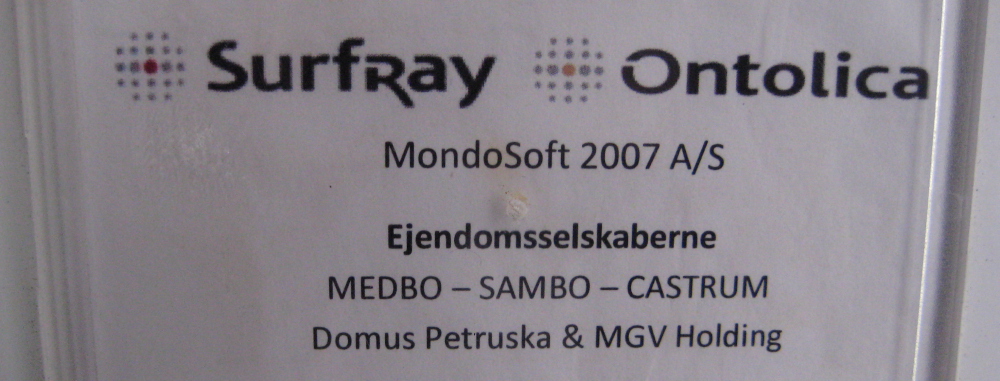 SurfRay Ontolica
MondoSoft 2007 A/S
Ejendomsselskaberne
MEDBO – SAMBO – CASTRUM
Domus Petruska & MGV Holding